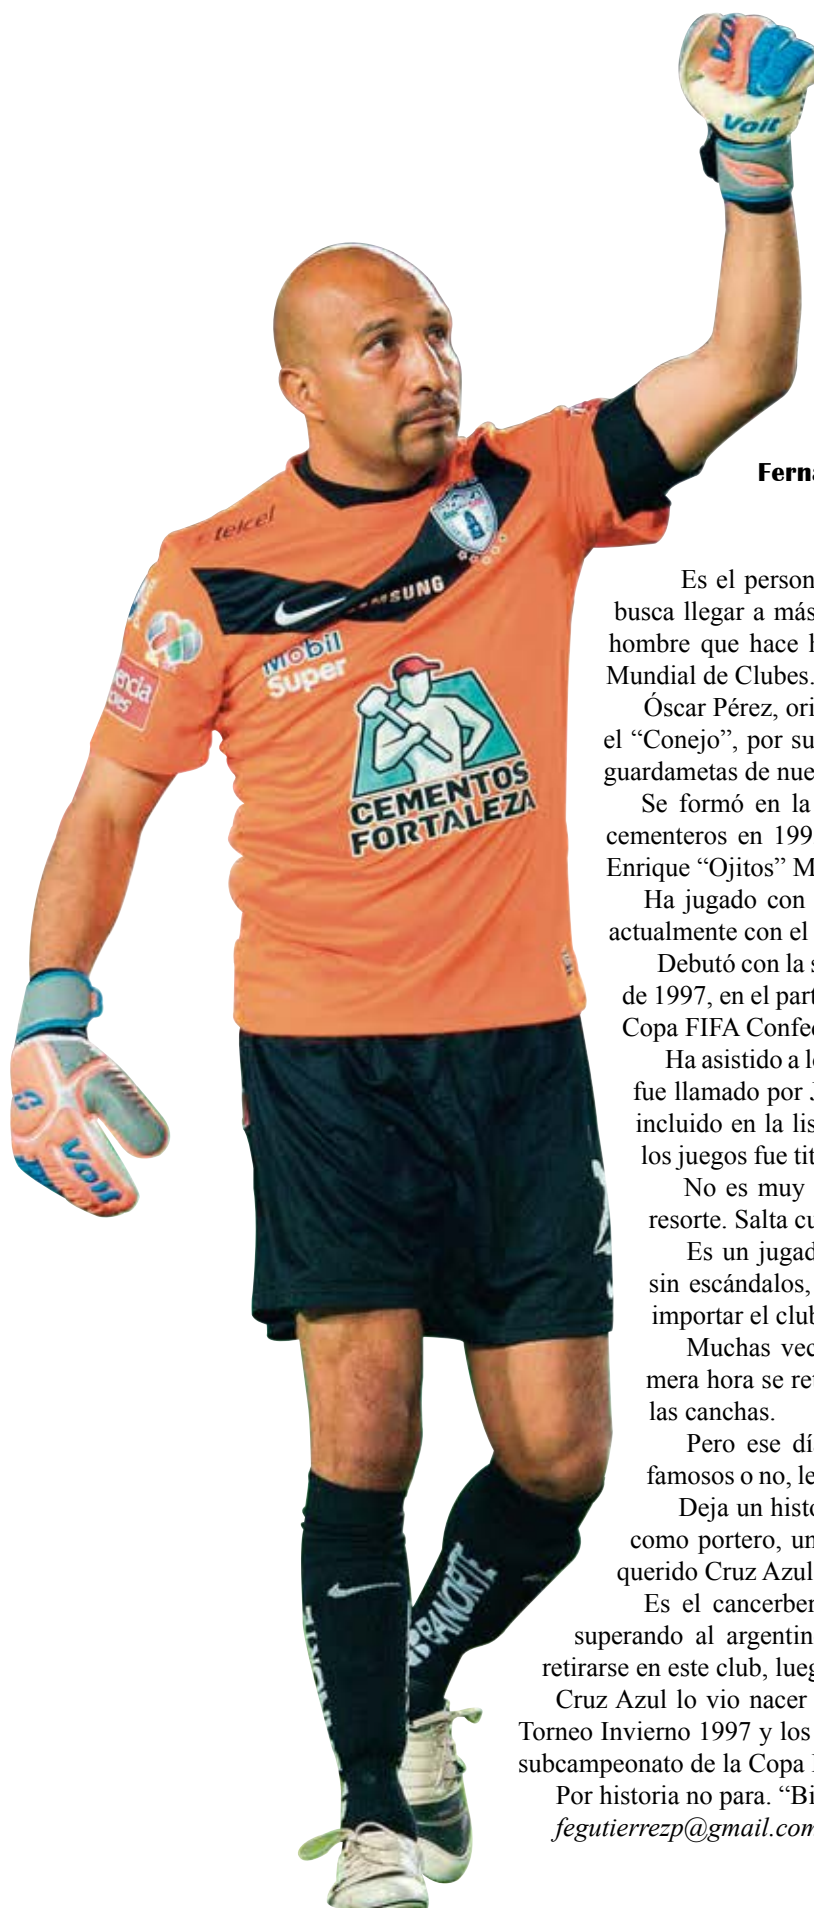 Voit
telcel
SAMSUNG
Mobil
Super
CEMENTOS
FORTALEZA
Voit
BANORTE
Ferna
Es el person
busca llegar a más
hombre que hace h
Mundial de Clubes.
Óscar Pérez, ori
el “Conejo”, por su
guardametas de nue
Se formó en la
cementeros en 199
Enrique “Ojitos” M
Ha jugado con
actualmente con el
Debutó con la s
de 1997, en el part
Copa FIFA Confec
Ha asistido a lo
fue llamado por J
incluido en la lis
los juegos fue tit
No es muy
resorte. Salta cu
Es un jugad
sin escándalos,
importar el club
Muchas vec
mera hora se ret
las canchas.
Pero ese día
famosos o no, le
Deja un histo
como portero, un
querido Cruz Azul
Es el cancerber
superando al argentin
retirarse en este club, lueg
Cruz Azul lo vio nacer
Torneo Invierno 1997 y los
subcampeonato de la Copa
Por historia no para. “Bi
fegutierrezp@gmail.com